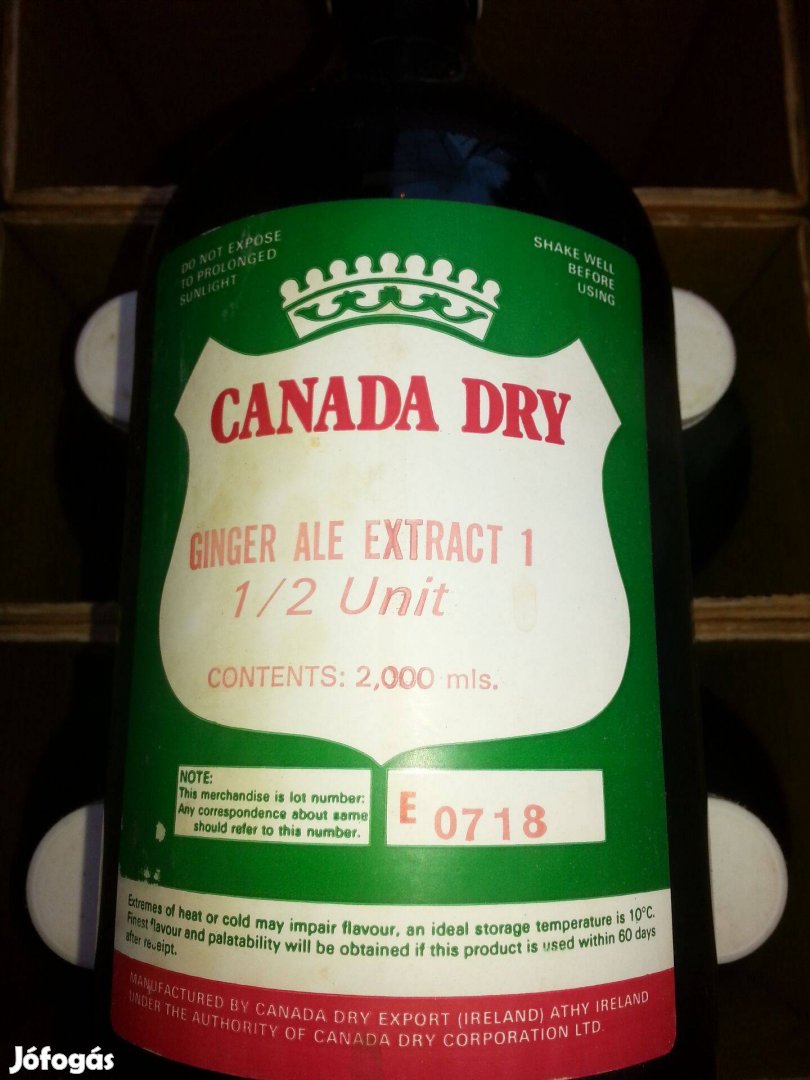 DO NOT EXPOSE
TO PROLONGED
SUNLIGHT
SHAKE WELL
BEFORE
USING
CANADA DRY
GINGER ALE EXTRACT 1
1/2 Unit
CONTENTS: 2,000 mls.
NOTE:
This merchandise is lot number:
Any correspondence about same
should refer to this number.
E 0718
Extremes of heat or cold may impair flavour, an ideal storage temperature is 10°C.
Finest flavour and palatability will be obtained if this product is used within 60 days
after receipt.
MANUFACTURED BY CANADA DRY EXPORT (IRELAND) ATHY IRELAND
UNDER THE AUTHORITY OF CANADA DRY CORPORATION LTD.
Jófogás